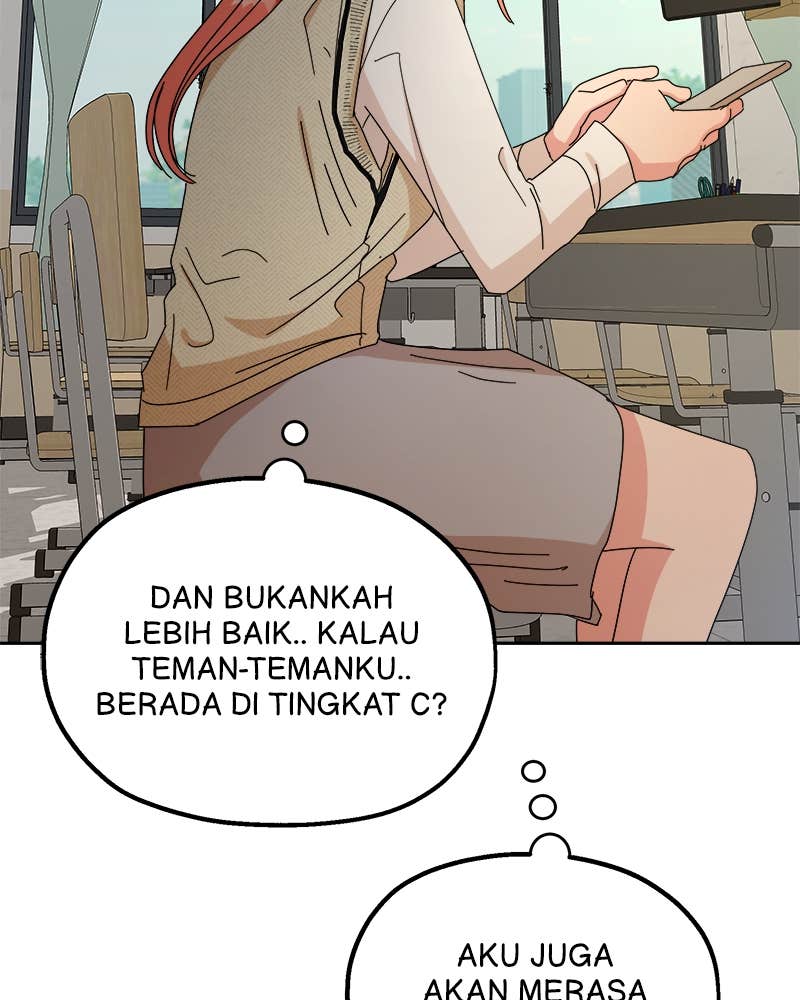 DAN BUKANKAH
LEBIH BAIK.. KALAU
TEMAN-TEMANKU..
BERADA DI TINGKAT C?
AKU JUGA
AKAN MERASA